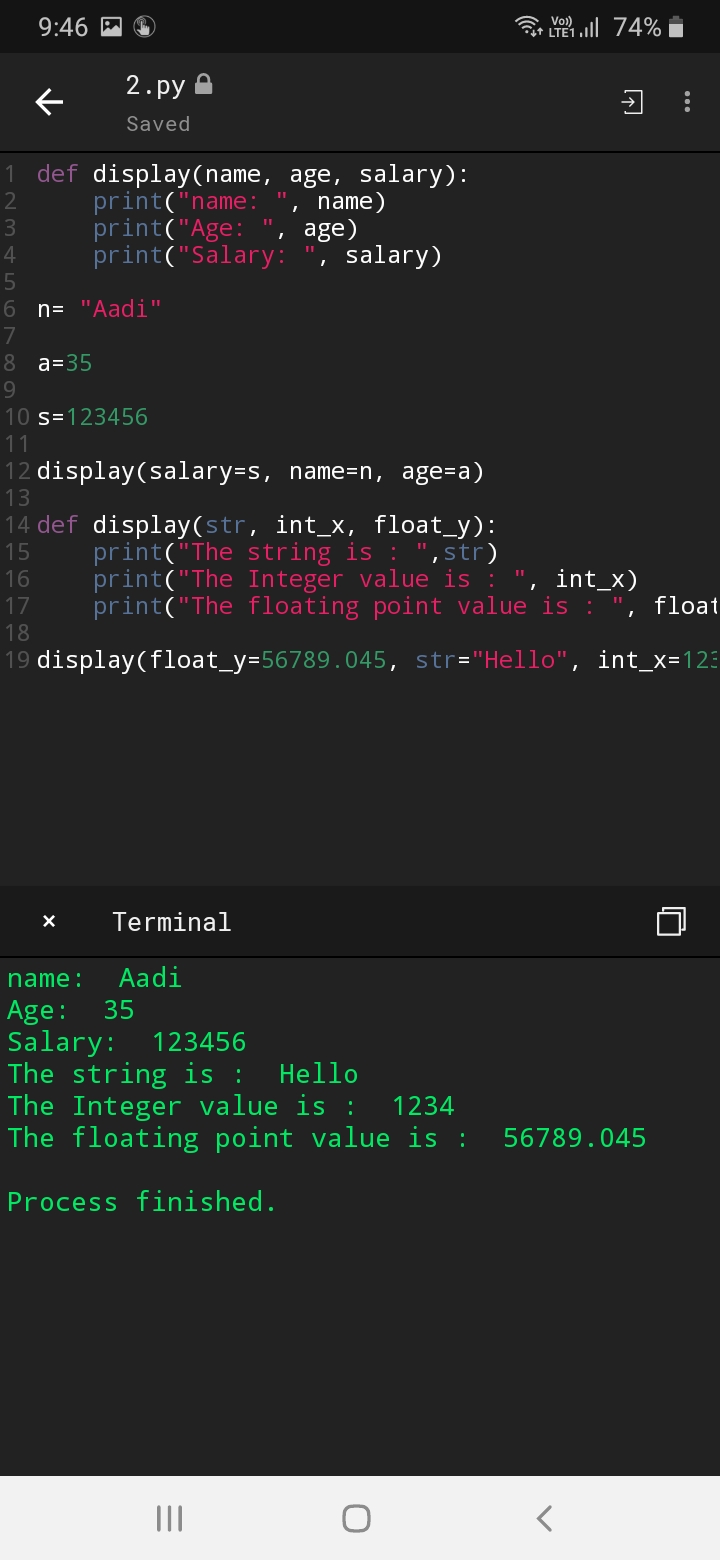 9:46 Vo) LTE1 74%
2.py
Saved
1 def display(name, age, salary):
2     print("name: ", name)
3     print("Age: ", age)
4     print("Salary: ", salary)
5
6 n= "Aadi"
7
8 a=35
9
10 s=123456
11
12 display(salary=s, name=n, age=a)
13
14 def display(str, int_x, float_y):
15     print("The string is : ",str)
16     print("The Integer value is : ", int_x)
17     print("The floating point value is : ", float
18
19 display(float_y=56789.045, str="Hello", int_x=123
× Terminal
name:  Aadi
Age:  35
Salary:  123456
The string is :  Hello
The Integer value is :  1234
The floating point value is :  56789.045
Process finished.